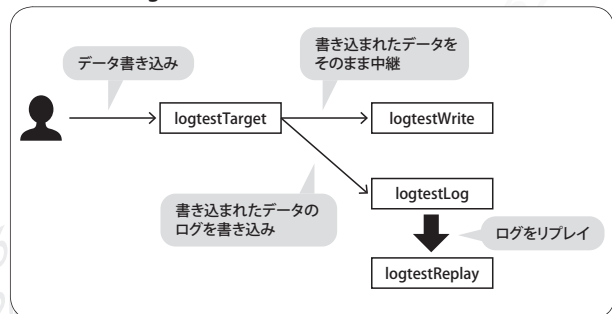 データ書き込み
書き込まれたデータを
そのまま中継
logtestTarget
logtestWrite
書き込まれたデータの
ログを書き込み
logtestLog
ログをリプレイ
logtestReplay